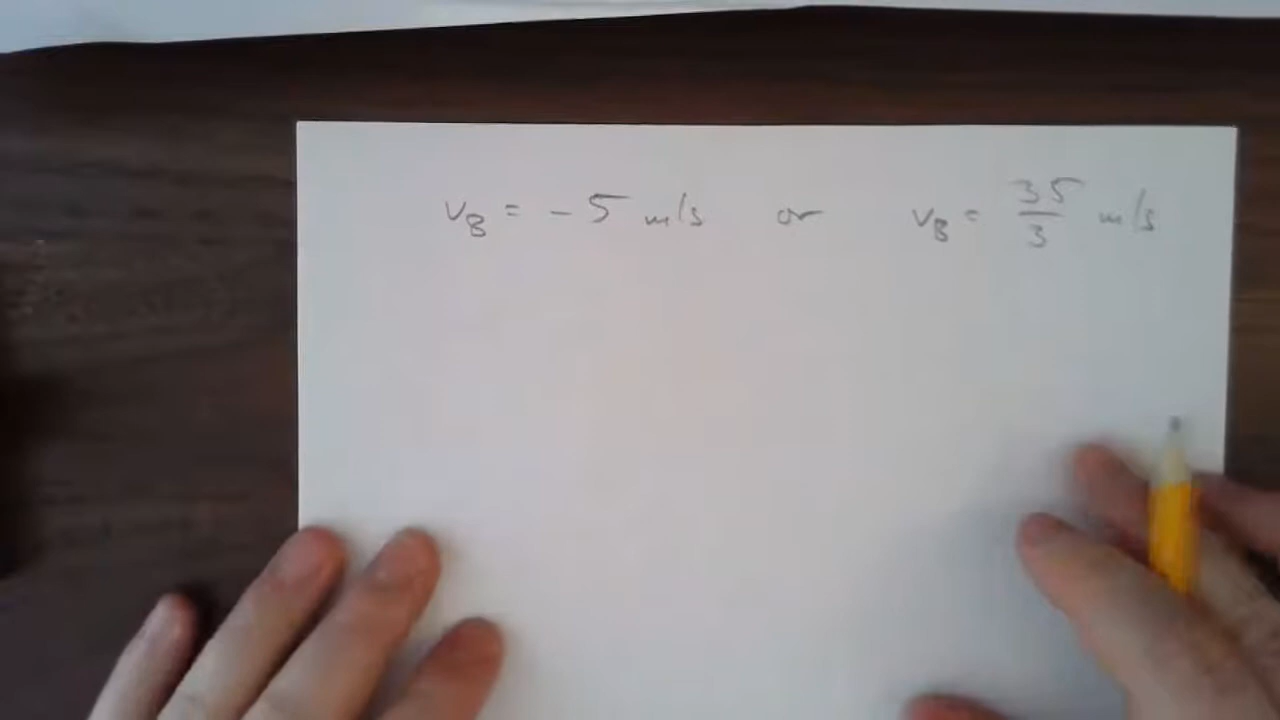 v_B = - 5 m/s or v_B = 35/3 m/s